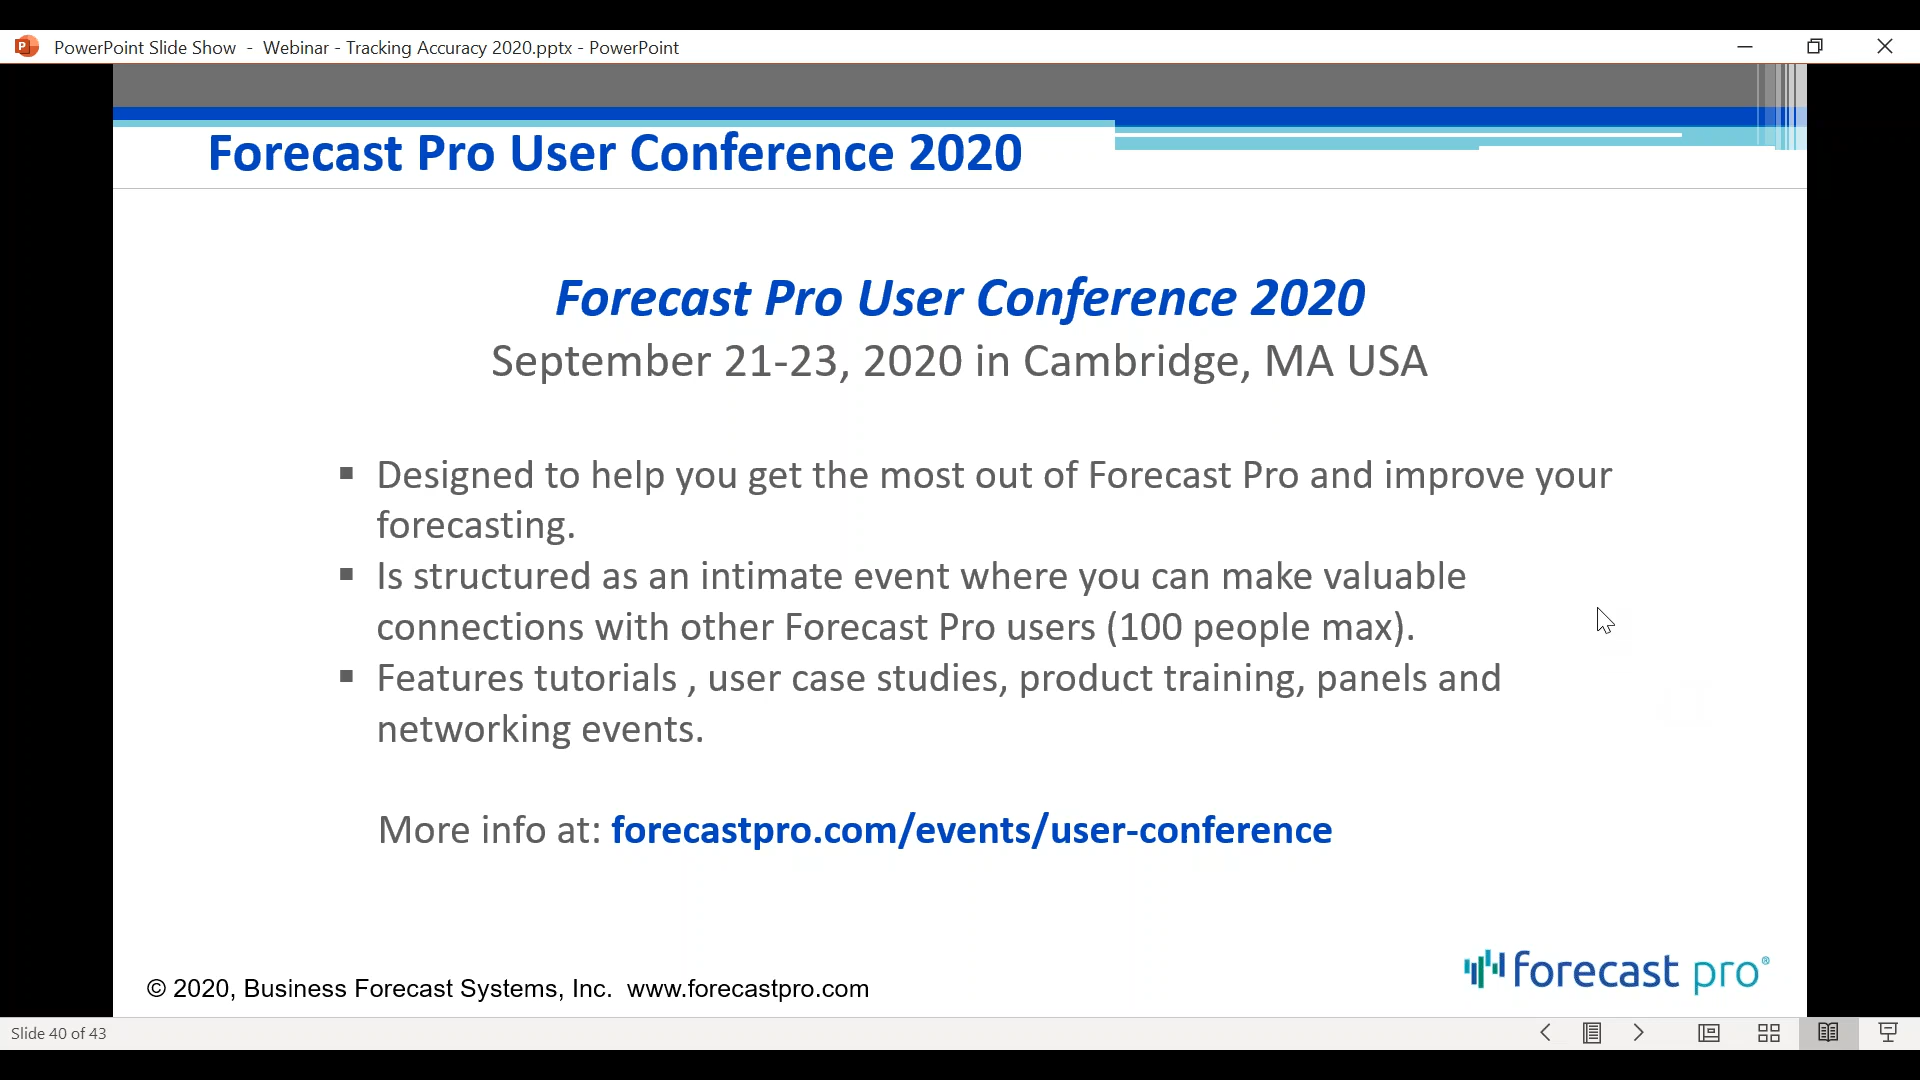 PowerPoint Slide Show - Webinar - Tracking Accuracy 2020.pptx - PowerPoint
Forecast Pro User Conference 2020
Forecast Pro User Conference 2020
September 21-23, 2020 in Cambridge, MA USA
▪ Designed to help you get the most out of Forecast Pro and improve your
forecasting.
▪ Is structured as an intimate event where you can make valuable
connections with other Forecast Pro users (100 people max).
▪ Features tutorials , user case studies, product training, panels and
networking events.
More info at: forecastpro.com/events/user-conference
© 2020, Business Forecast Systems, Inc. www.forecastpro.com
forecast pro®
Slide 40 of 43